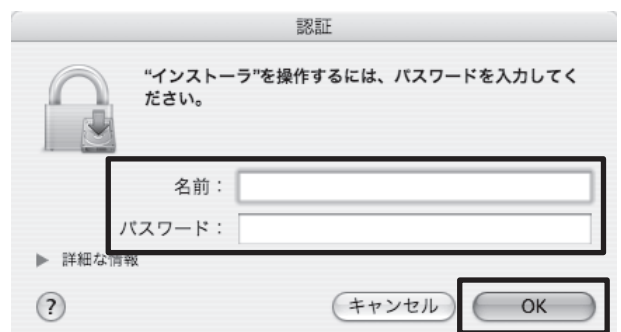 認証
“インストーラ”を操作するには、パスワードを入力してく
ださい。
名前：
パスワード：
▶ 詳細な情報
? キャンセル OK